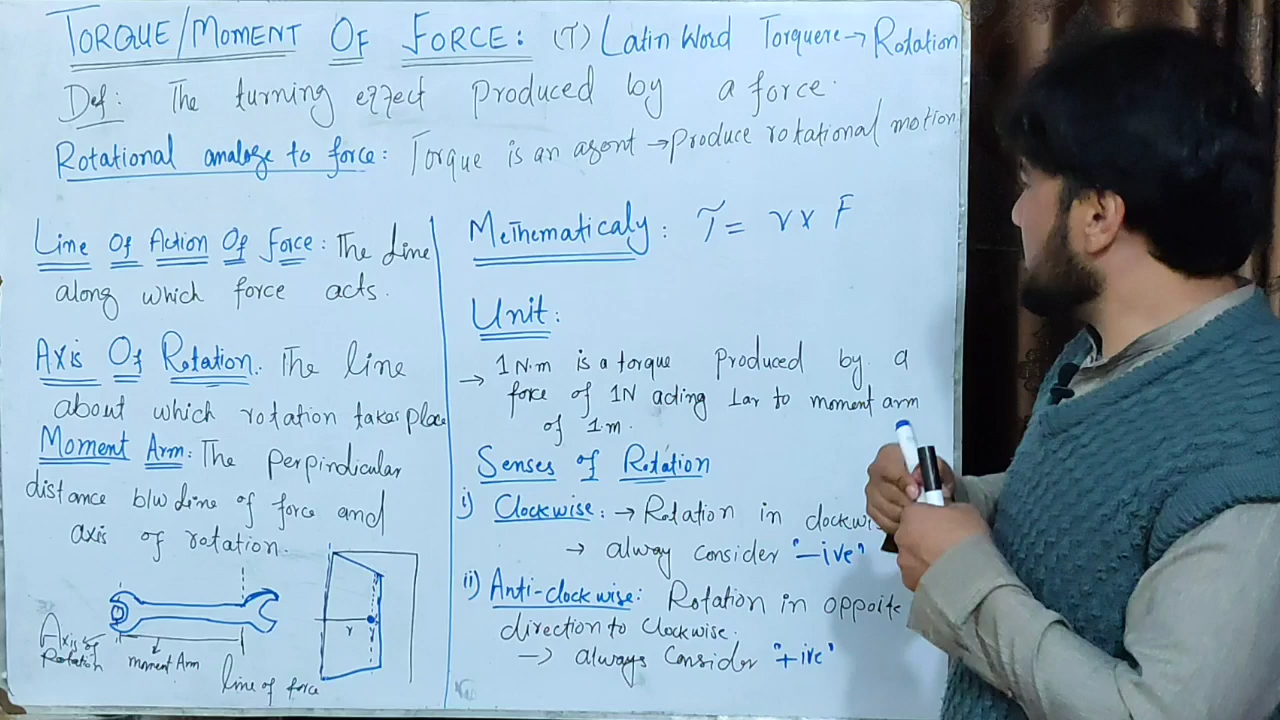 TORQUE/MOMENT OF FORCE: (T) Latin Word Torquere→ Rotation
Def: The turning effect Produced by a force.
Rotational analoge to force: Torque is an agent →Produce rotational motion
Line Of Action Of Force: The Line
along which force acts.
Axis Of Rotation. The line
about which rotation takes place
Moment Arm: The perpindicular
distance b/w Line of force and
axis of rotation.
Axis of
Rotation
moment Arm
line of force
r
Methematicaly: τ = r x F
Unit:
→ 1 N·m is a torque Produced by a
force of 1N acting Lar to moment arm
of 1m.
Senses of Rotation
i) Clockwise: → Rotation in clockwis
→ alway consider "-ive"
ii) Anti-clockwise: Rotation in opposite
direction to Clockwise.
→ always Consider "+ive"